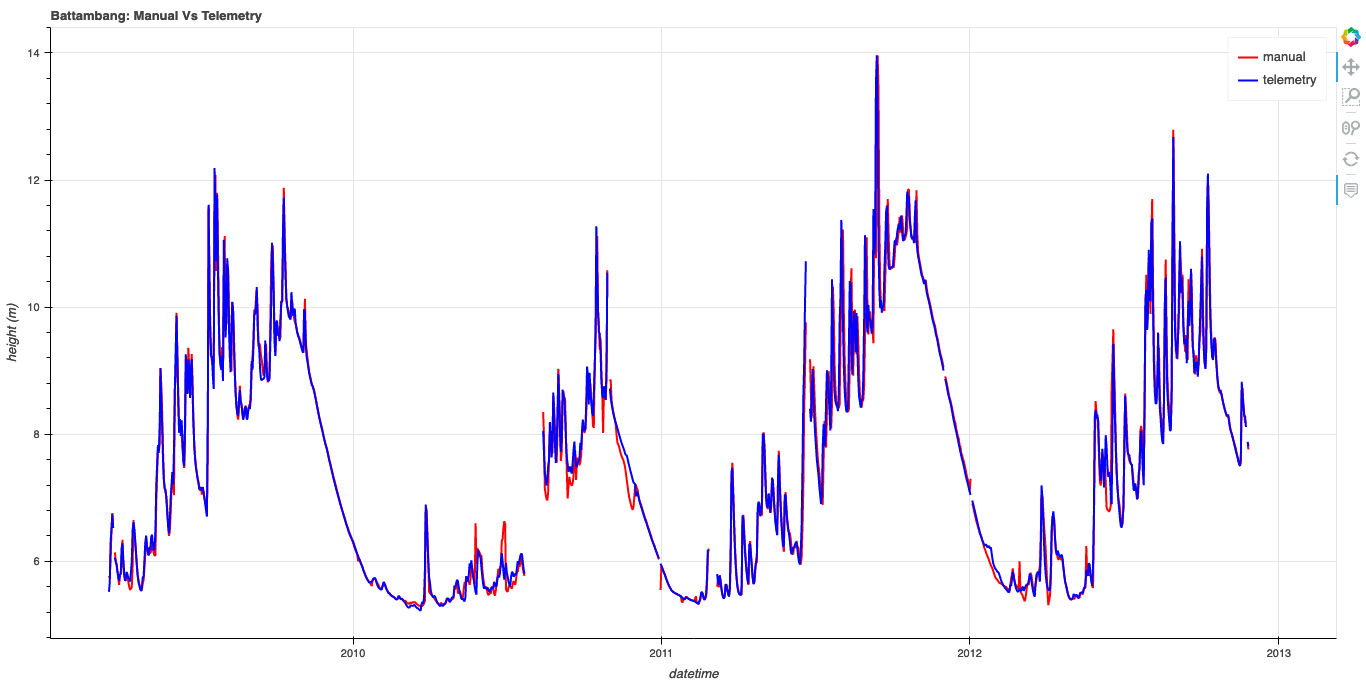 Battambang: Manual Vs Telemetry
manual
telemetry
14
12
10
8
6
height (m)
2010
2011
2012
2013
datetime